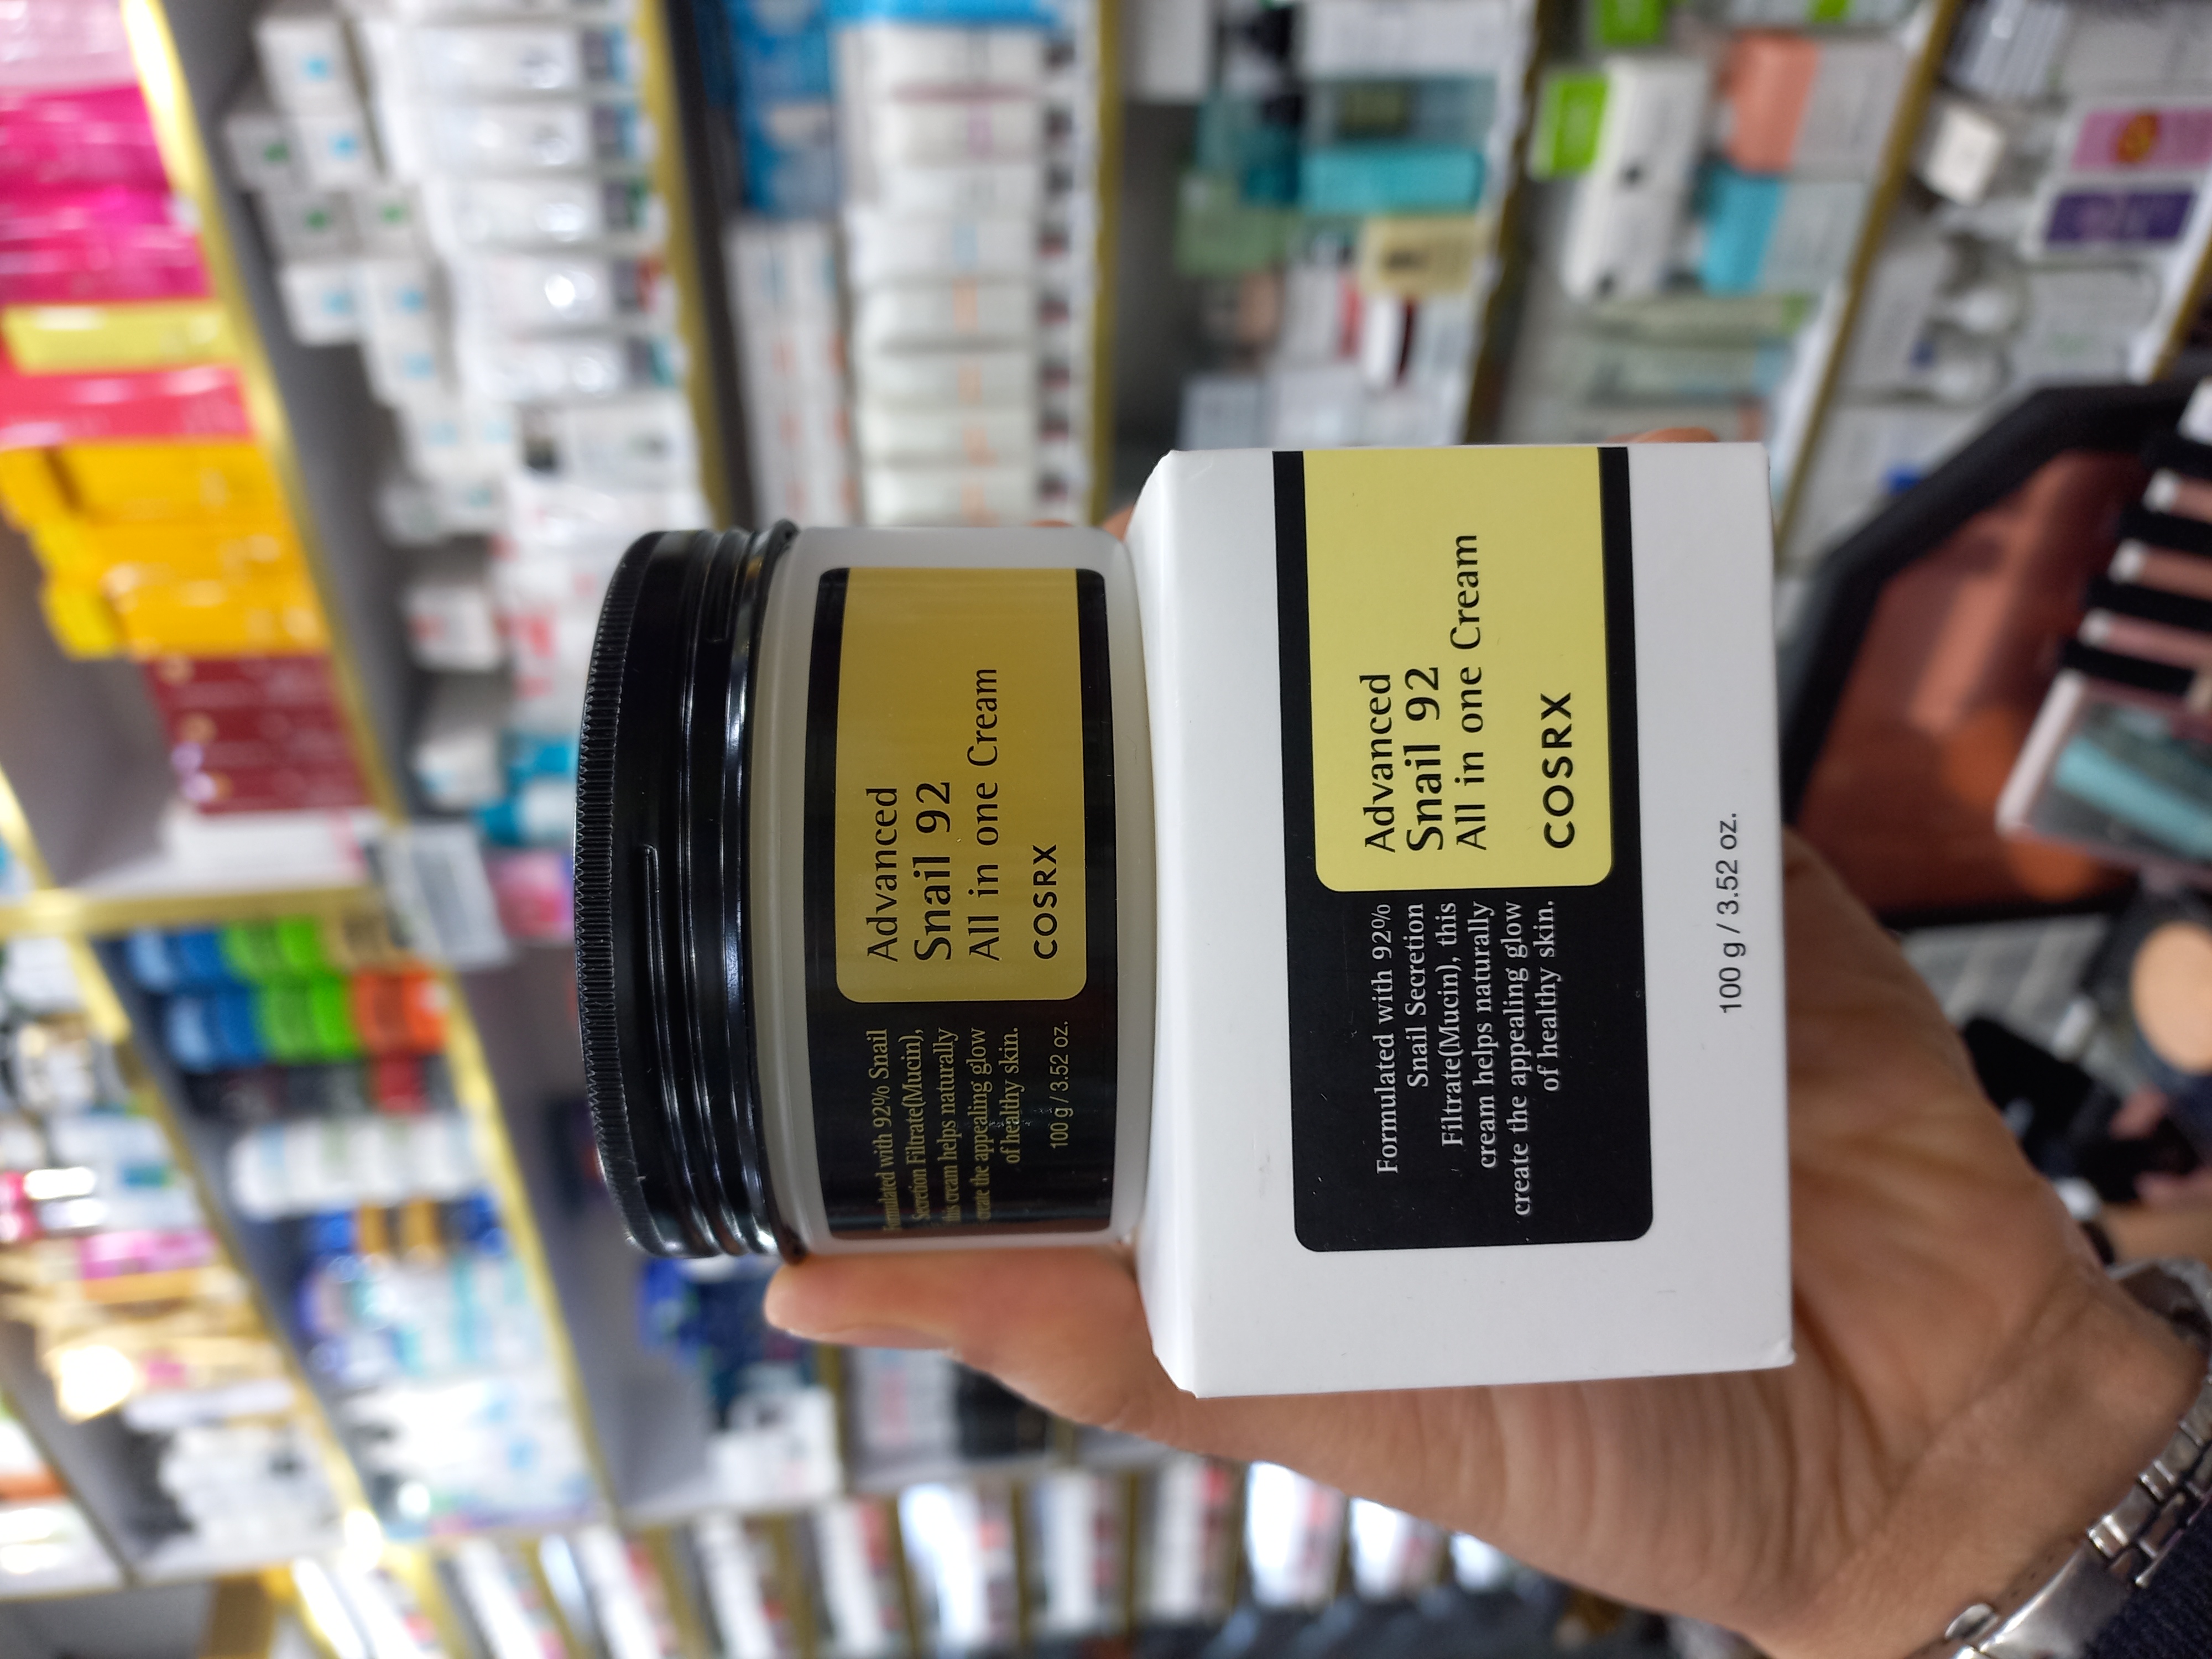 Advanced
Snail 92
All in one Cream
COSRX
Formulated with 92% Snail
Secretion Filtrate(Mucin),
this cream helps naturally
create the appealing glow
of healthy skin.
100 g / 3.52 oz.
Advanced
Snail 92
All in one Cream
COSRX
Formulated with 92%
Snail Secretion
Filtrate(Mucin), this
cream helps naturally
create the appealing glow
of healthy skin.
100 g / 3.52 oz.